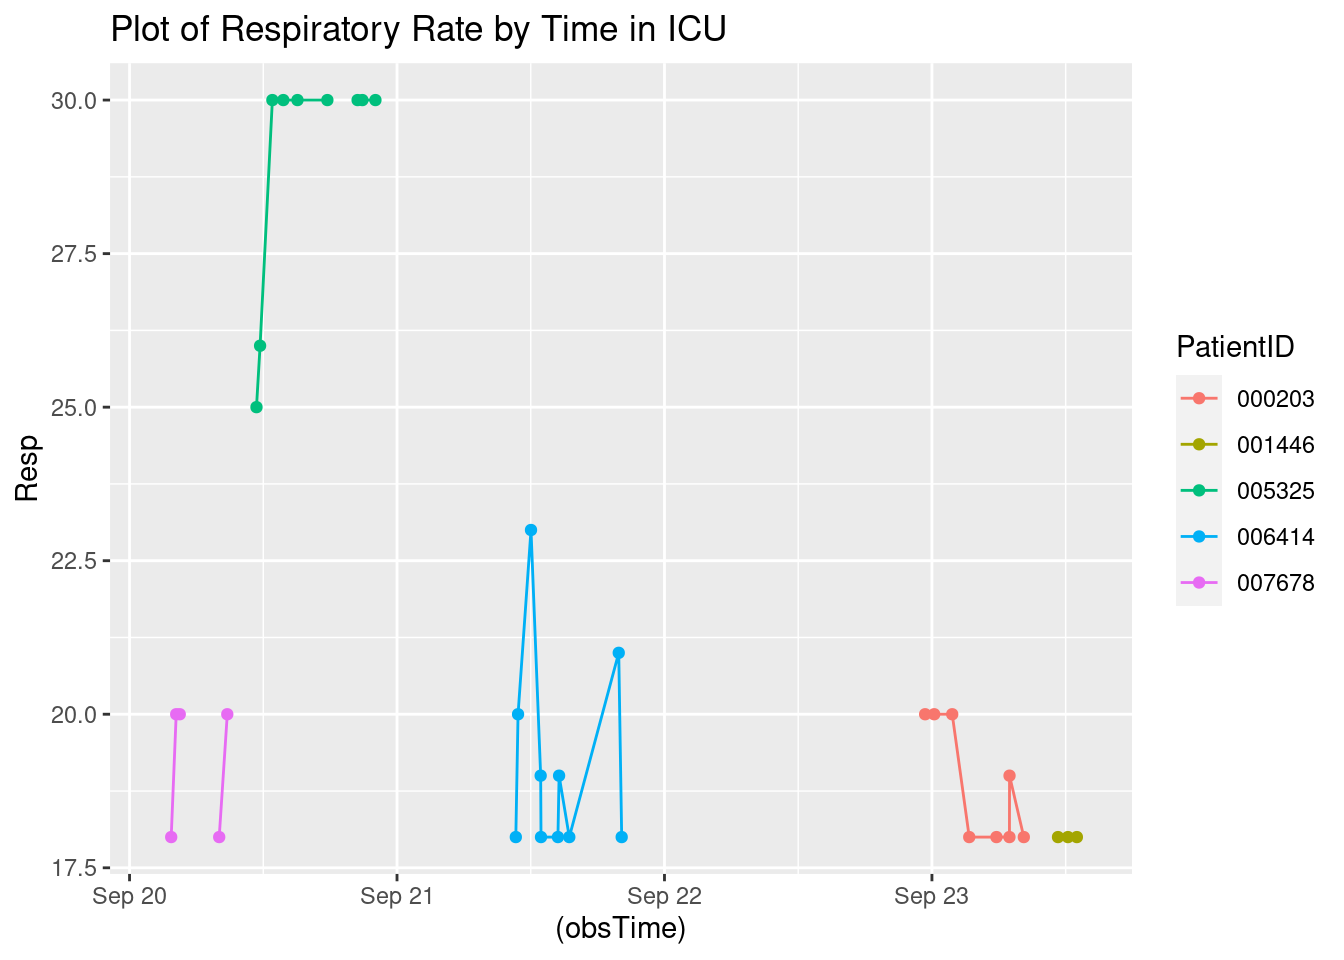 Plot of Respiratory Rate by Time in ICU
30.0
27.5
25.0
22.5
20.0
17.5
Resp
Sep 20
Sep 21
Sep 22
Sep 23
(obsTime)
PatientID
000203
001446
005325
006414
007678